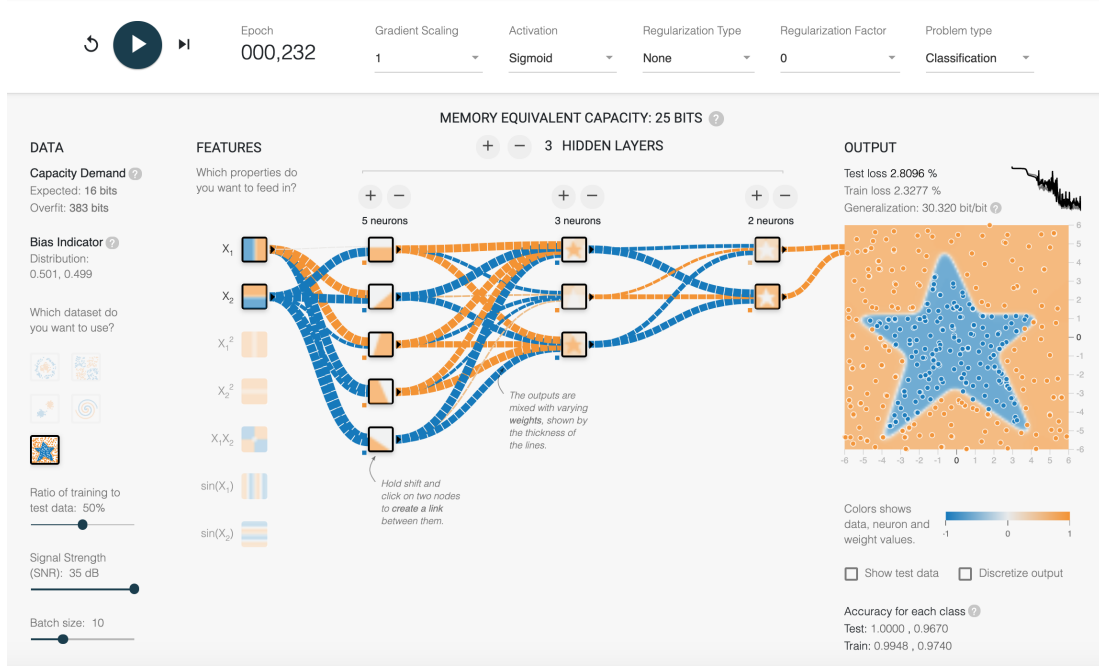 Epoch
000,232
Gradient Scaling
1
Activation
Sigmoid
Regularization Type
None
Regularization Factor
0
Problem type
Classification
MEMORY EQUIVALENT CAPACITY: 25 BITS ?
+ − 3 HIDDEN LAYERS
DATA
Capacity Demand ?
Expected: 16 bits
Overfit: 383 bits
Bias Indicator ?
Distribution:
0.501, 0.499
Which dataset do
you want to use?
Ratio of training to
test data: 50%
Signal Strength
(SNR): 35 dB
Batch size: 10
FEATURES
Which properties do
you want to feed in?
X1
X2
X1²
X2²
X1X2
sin(X1)
sin(X2)
+ −
5 neurons
+ −
3 neurons
+ −
2 neurons
The outputs are
mixed with varying
weights, shown by
the thickness of
the lines.
Hold shift and
click on two nodes
to create a link
between them.
OUTPUT
Test loss 2.8096 %
Train loss 2.3277 %
Generalization: 30.320 bit/bit ?
6
5
4
3
2
1
0
-1
-2
-3
-4
-5
-6
-6 -5 -4 -3 -2 -1 0 1 2 3 4 5 6
Colors shows
data, neuron and
weight values.
-1 0 1
Show test data
Discretize output
Accuracy for each class ?
Test: 1.0000 , 0.9670
Train: 0.9948 , 0.9740